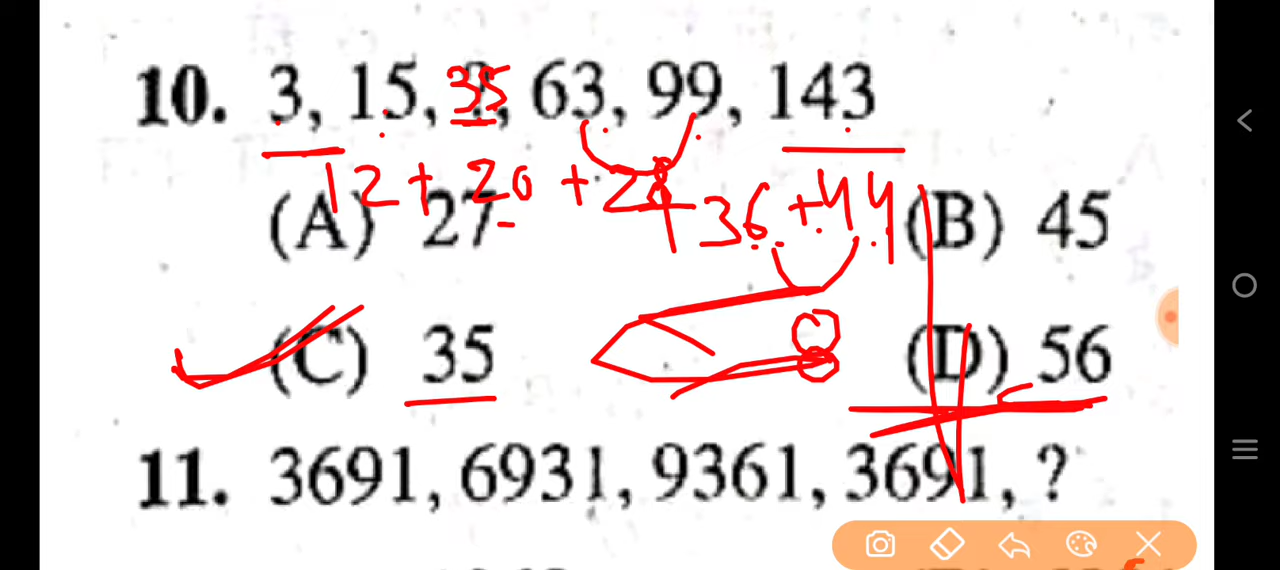 10. 3, 15, 35, 63, 99, 143
12 + 20 + 28 + 36 + 44
(A) 27 (B) 45
(C) 35 (D) 56
11. 3691, 6931, 9361, 3691, ?